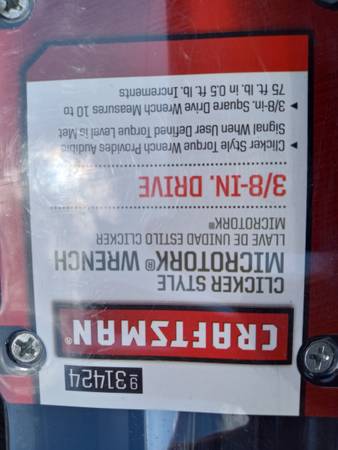 9 31424
CRAFTSMAN®
CLICKER STYLE
MICROTORK® WRENCH
LLAVE DE UNIDAD ESTILO CLICKER
MICROTORK®
3/8-IN. DRIVE
▸ Clicker Style Torque Wrench Provides Audible
Signal When User Defined Torque Level is Met
▸ 3/8-in. Square Drive. Wrench Measures 10 to
75 ft. lb. in 0.5 ft. lb. Increments